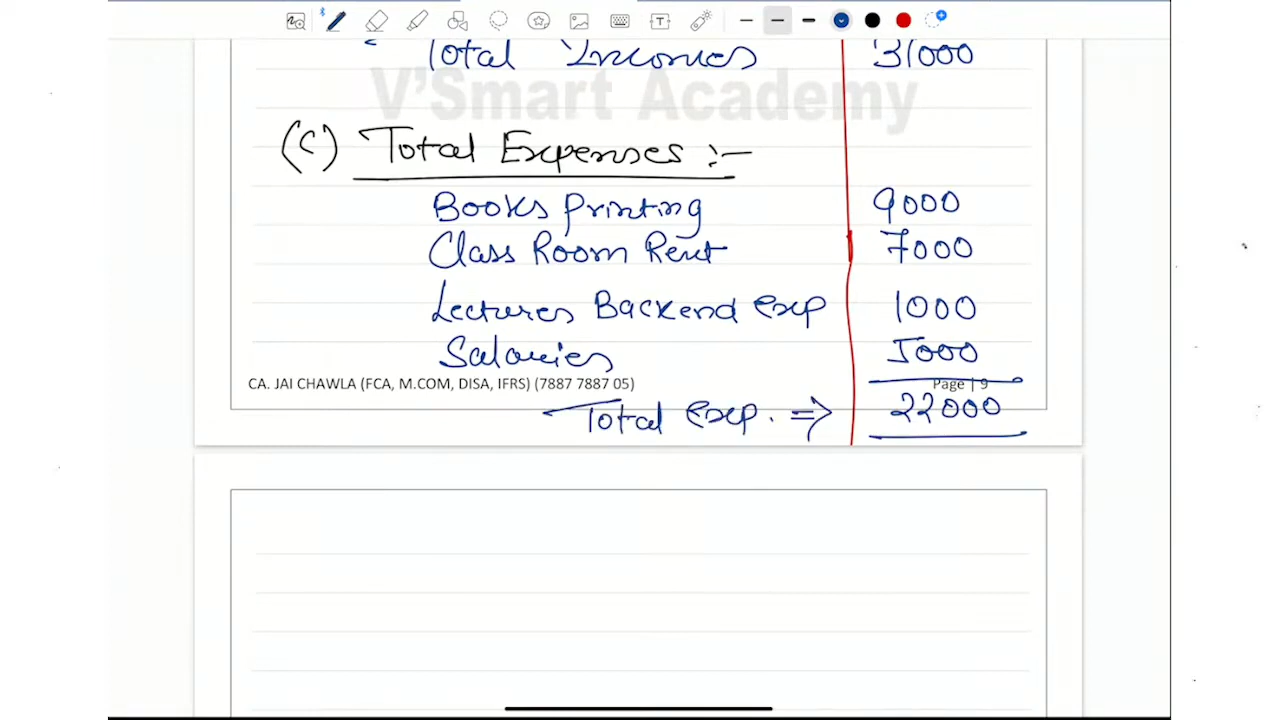 Total Incomes 31000
V'Smart Academy
(C) Total Expenses :-
Books Printing 9000
Class Room Rent 7000
Lectures Backend Exp 1000
Salaries 5000
CA. JAI CHAWLA (FCA, M.COM, DISA, IFRS) (7887 7887 05) Page | 9
Total Exp. ⇒ 22000